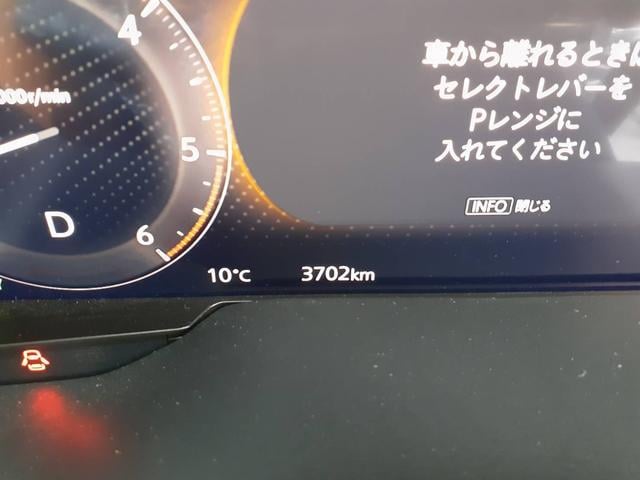 4
車から離れるときは
セレクトレバーを
000r/min
Pレンジに
5
入れてください
INFO 閉じる
D
6
10℃ 3702km